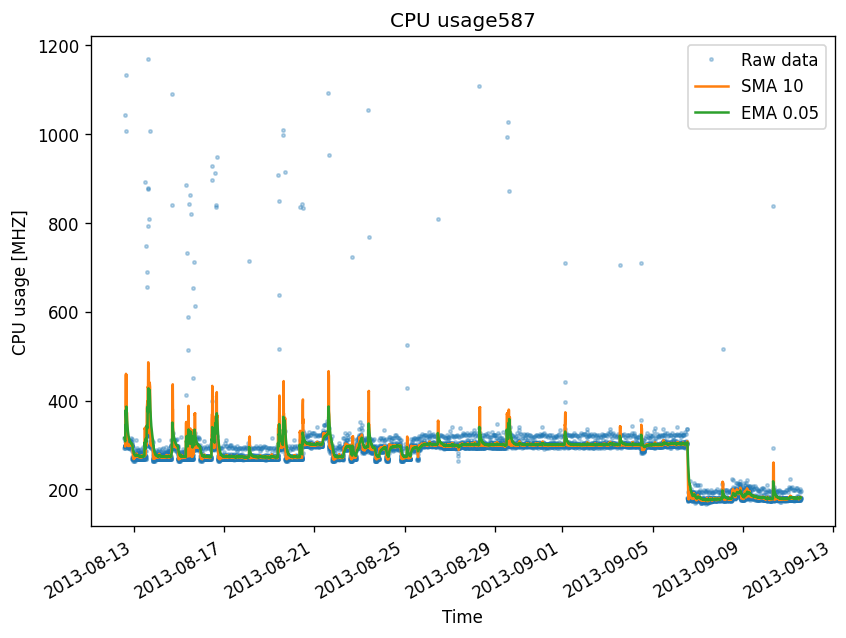 CPU usage587
Raw data
SMA 10
EMA 0.05
CPU usage [MHZ]
1200
1000
800
600
400
200
2013-08-13
2013-08-17
2013-08-21
2013-08-25
2013-08-29
2013-09-01
2013-09-05
2013-09-09
2013-09-13
Time